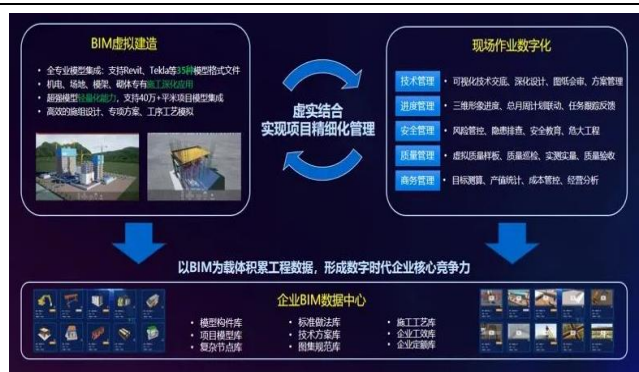 BIM虚拟建造
• 全专业模型集成：支持Revit、Tekla等35种模型格式文件
• 机电、场地、模架、砌体专有施工深化应用
• 超强模型轻量化能力，支持40万+平米项目模型集成
• 高效的施组设计、专项方案、工序工艺模拟
虚实结合
实现项目精细化管理
现场作业数字化
技术管理 • 可视化技术交底、深化设计、图纸会审、方案管理
进度管理 • 三维形象进度、总月周计划联动、任务跟踪反馈
安全管理 • 风险管控、隐患排查、安全教育、危大工程
质量管理 • 虚拟质量样板、质量巡检、实测实量、质量验收
商务管理 • 目标测算、产值统计、成本管控、经营分析
以BIM为载体积累工程数据，形成数字时代企业核心竞争力
企业BIM数据中心
• 模型构件库
• 项目模型库
• 复杂节点库
• 标准做法库
• 技术方案库
• 图集规范库
• 施工工艺库
• 企业工效库
• 企业定额库